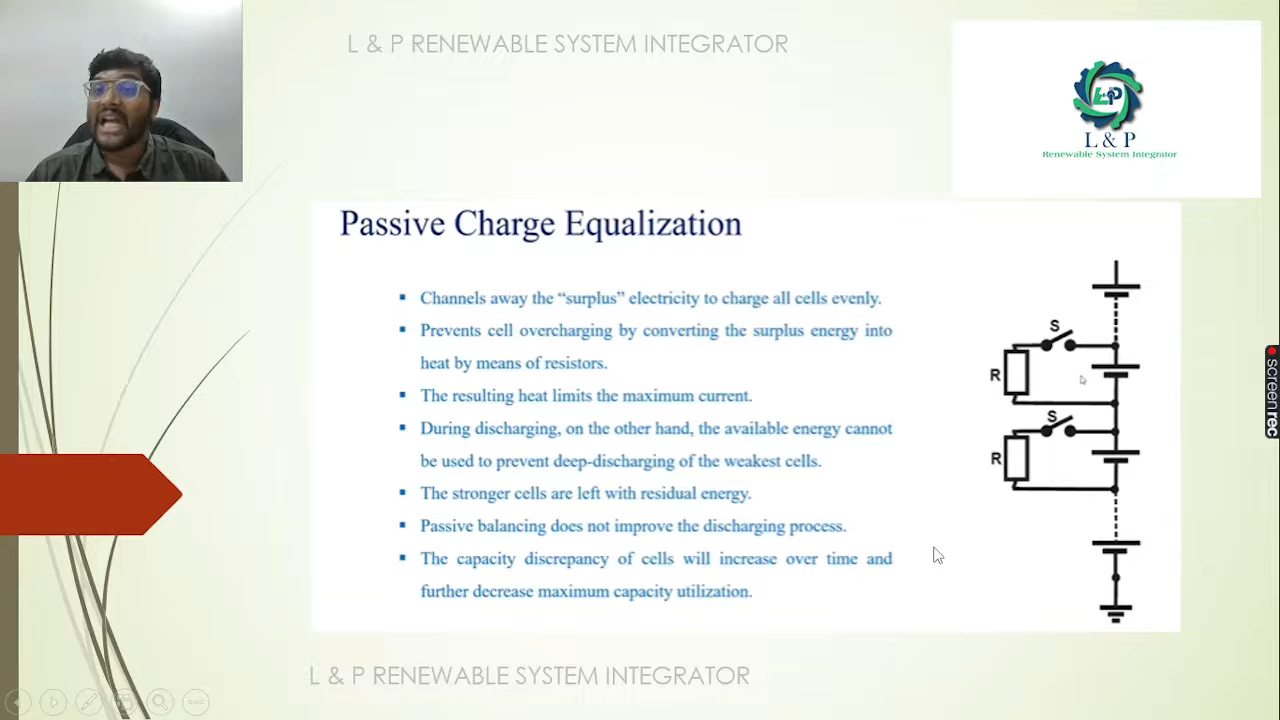 L & P RENEWABLE SYSTEM INTEGRATOR
L&P
L & P
Renewable System Integrator
Passive Charge Equalization
▪ Channels away the “surplus” electricity to charge all cells evenly.
▪ Prevents cell overcharging by converting the surplus energy into
heat by means of resistors.
▪ The resulting heat limits the maximum current.
▪ During discharging, on the other hand, the available energy cannot
be used to prevent deep-discharging of the weakest cells.
▪ The stronger cells are left with residual energy.
▪ Passive balancing does not improve the discharging process.
▪ The capacity discrepancy of cells will increase over time and
further decrease maximum capacity utilization.
S
R
S
R
screenrec
L & P RENEWABLE SYSTEM INTEGRATOR